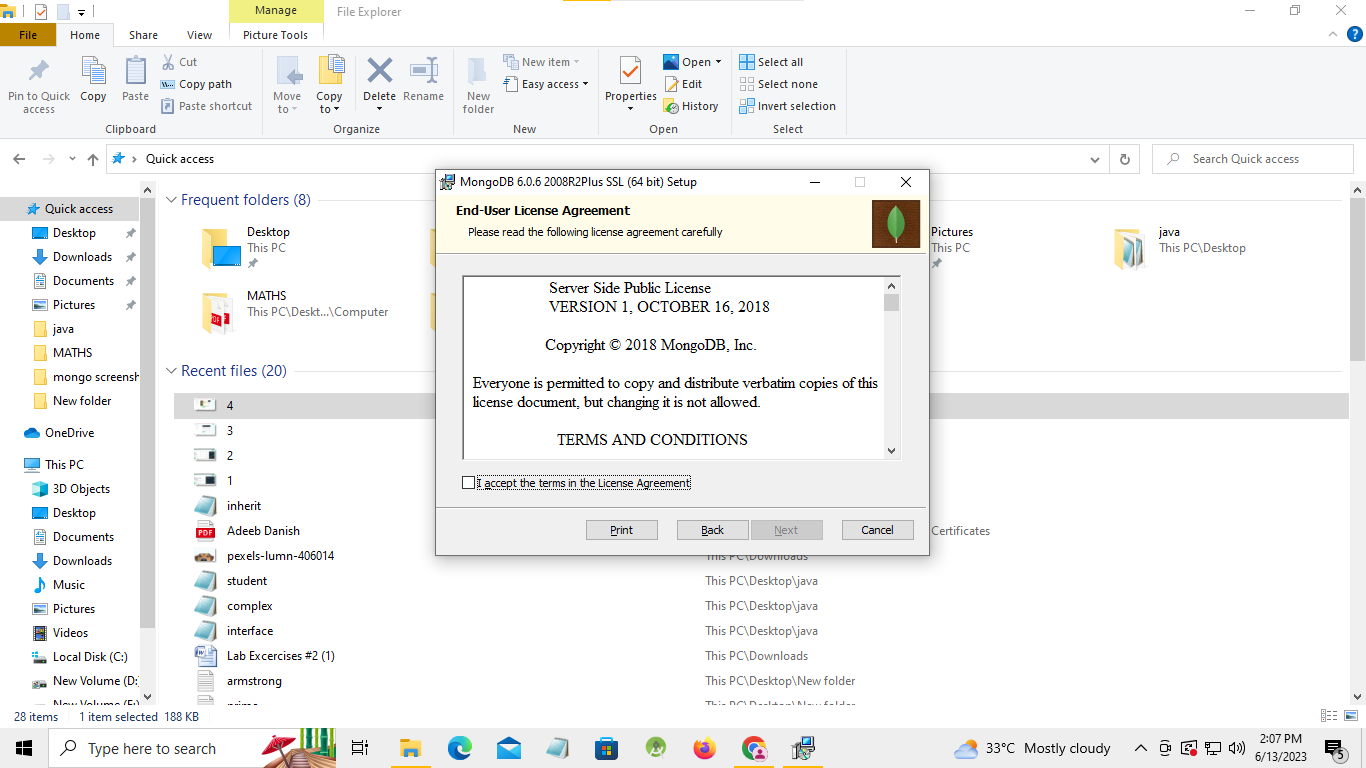 Manage
File Explorer
File
Home
Share
View
Picture Tools
Pin to Quick access
Copy
Paste
Cut
Copy path
Paste shortcut
Clipboard
Move to
Copy to
Delete
Rename
Organize
New folder
New item
Easy access
New
Properties
Open
Edit
History
Open
Select all
Select none
Invert selection
Select
Quick access
Search Quick access
Quick access
Desktop
Downloads
Documents
Pictures
java
MATHS
mongo screensh
New folder
OneDrive
This PC
3D Objects
Desktop
Documents
Downloads
Music
Pictures
Videos
Local Disk (C:)
New Volume (D:
Frequent folders (8)
Desktop
This PC
Pictures
This PC
java
This PC\Desktop
MATHS
This PC\Deskt...\Computer
Recent files (20)
4
3
2
1
inherit
Adeeb Danish
Certificates
pexels-lumn-406014
This PC\Downloads
student
This PC\Desktop\java
complex
This PC\Desktop\java
interface
This PC\Desktop\java
Lab Excercises #2 (1)
This PC\Downloads
armstrong
This PC\Desktop\New folder
MongoDB 6.0.6 2008R2Plus SSL (64 bit) Setup
End-User License Agreement
Please read the following license agreement carefully
Server Side Public License
VERSION 1, OCTOBER 16, 2018
Copyright © 2018 MongoDB, Inc.
Everyone is permitted to copy and distribute verbatim copies of this
license document, but changing it is not allowed.
TERMS AND CONDITIONS
I accept the terms in the License Agreement
Print
Back
Next
Cancel
28 items
1 item selected 188 KB
Type here to search
33°C Mostly cloudy
2:07 PM
6/13/2023
5